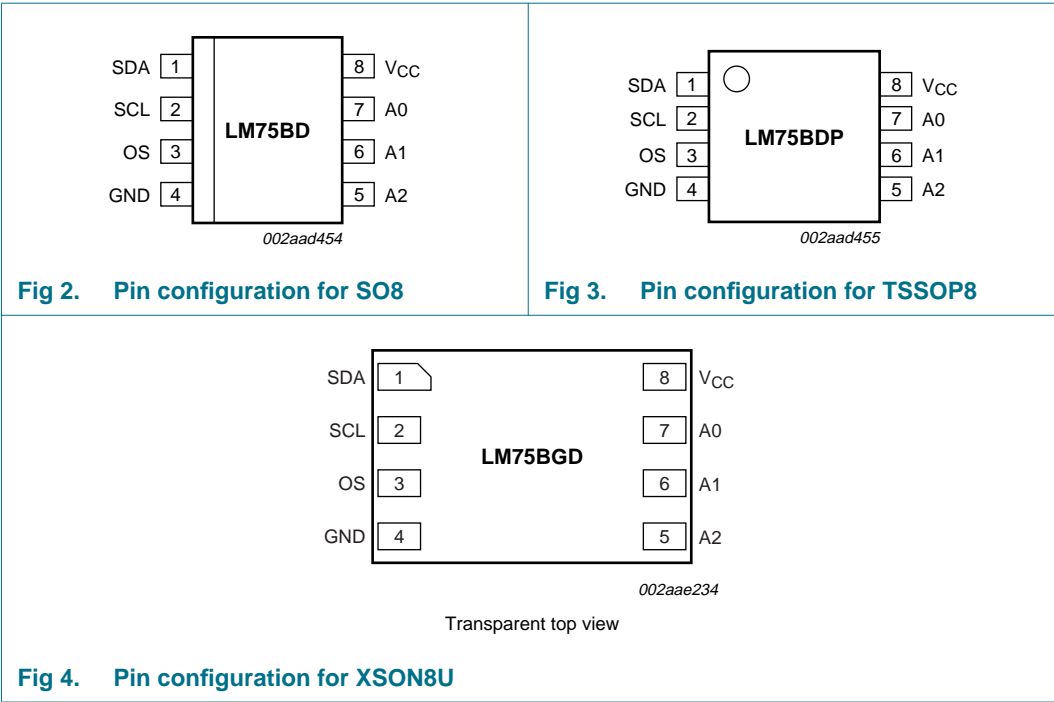 SDA 1 8 VCC
SCL 2 7 A0
LM75BD
OS 3 6 A1
GND 4 5 A2
002aad454
Fig 2. Pin configuration for SO8
SDA 1 8 VCC
SCL 2 7 A0
LM75BDP
OS 3 6 A1
GND 4 5 A2
002aad455
Fig 3. Pin configuration for TSSOP8
SDA 1 8 VCC
SCL 2 7 A0
LM75BGD
OS 3 6 A1
GND 4 5 A2
002aae234
Transparent top view
Fig 4. Pin configuration for XSON8U